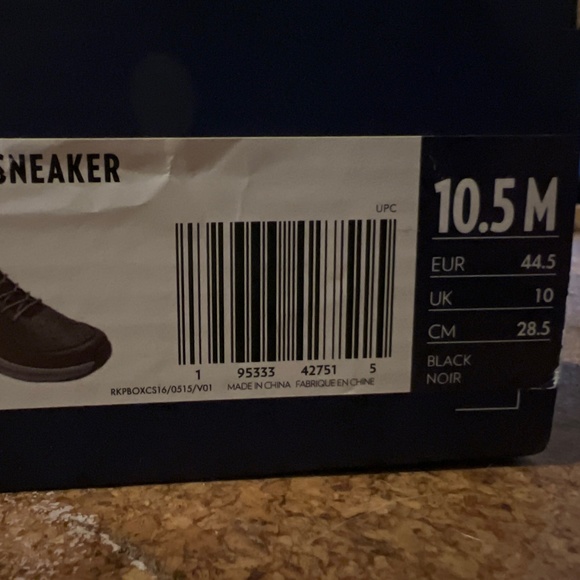 SNEAKER
UPC
1 95333 42751 5
RKPBOXCS16/0515/V01 MADE IN CHINA FABRIQUE EN CHINE
10.5 M
EUR 44.5
UK 10
CM 28.5
BLACK
NOIR